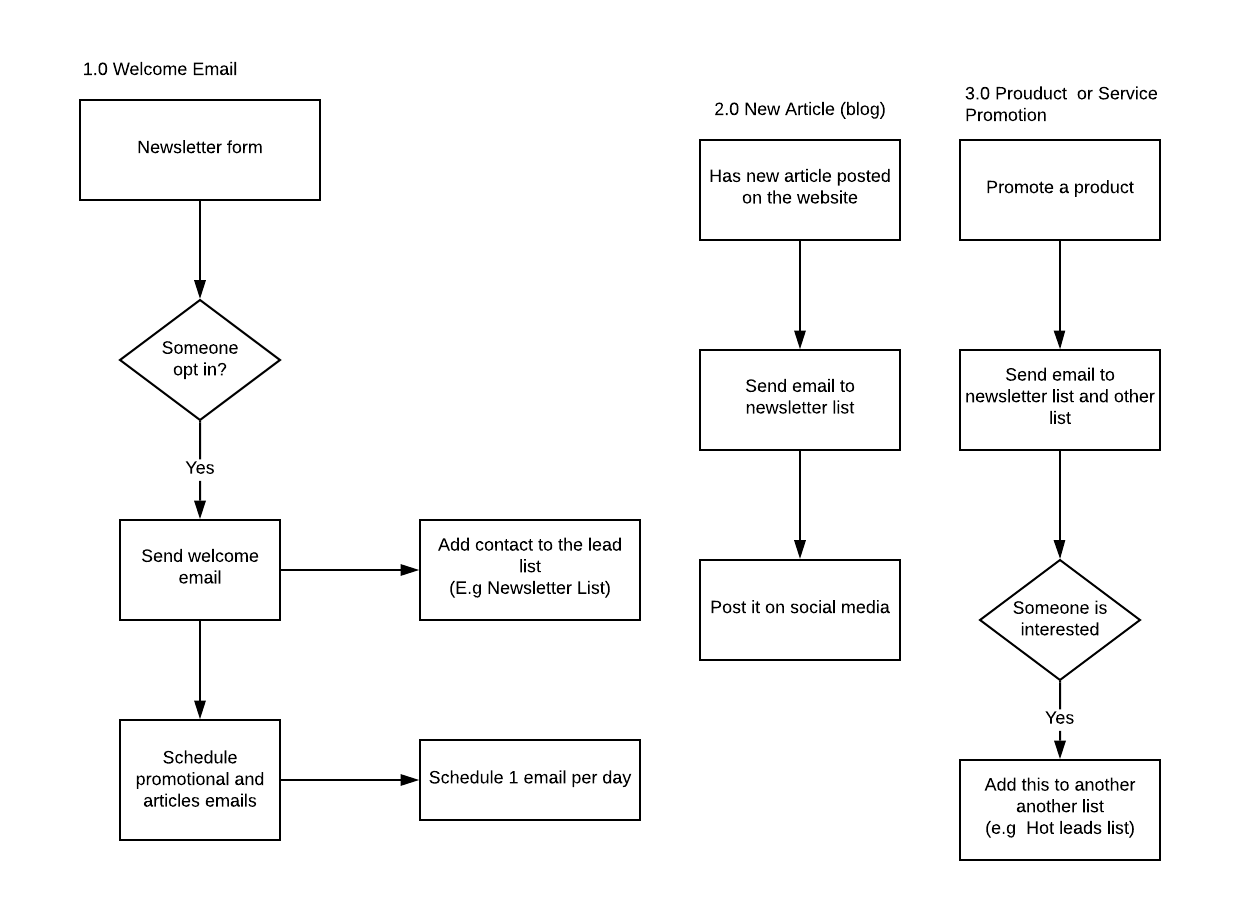 1.0 Welcome Email
Newsletter form
Someone
opt in?
Yes
Send welcome
email
Add contact to the lead
list
(E.g Newsletter List)
Schedule
promotional and
articles emails
Schedule 1 email per day
2.0 New Article (blog)
Has new article posted
on the website
Send email to
newsletter list
Post it on social media
3.0 Prouduct  or Service
Promotion
Promote a product
Send email to
newsletter list and other
list
Someone is
interested
Yes
Add this to another
another list
(e.g  Hot leads list)